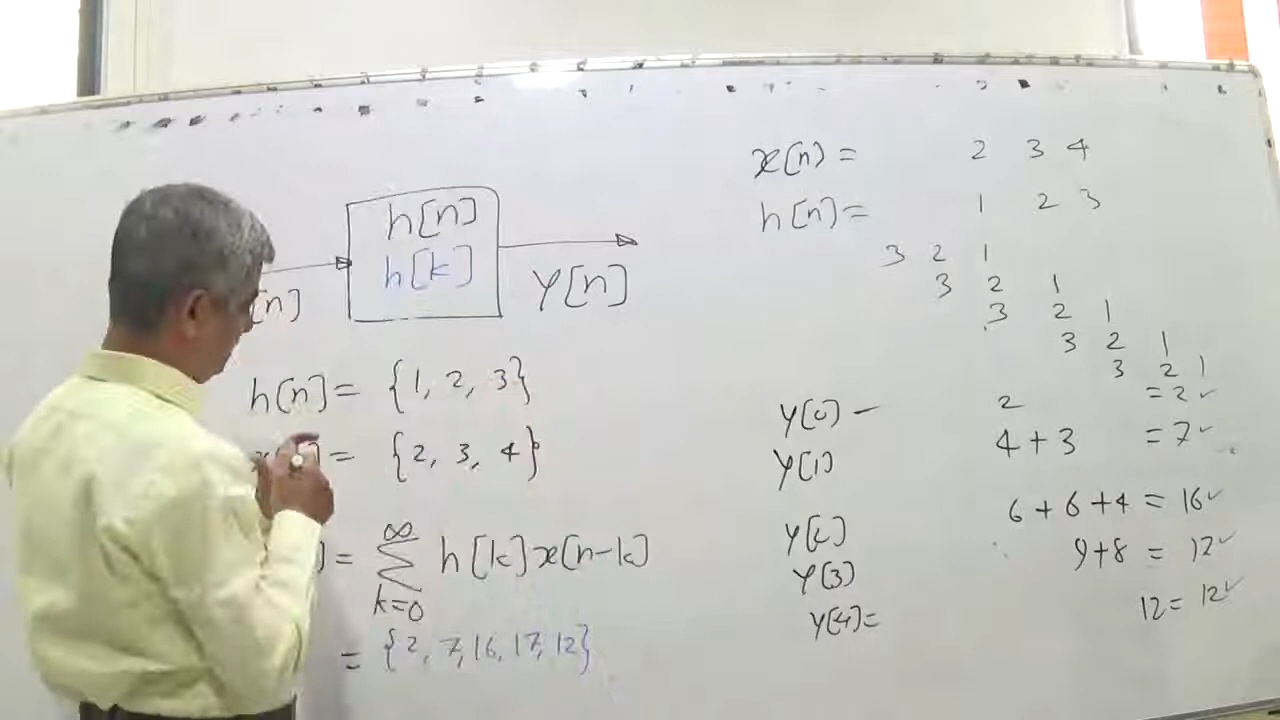 h[n]
h[k]
[n]
y[n]
h[n] = {1, 2, 3}
] = {2, 3, 4}
] = ∞ Σ k=0 h[k]x[n-k]
= {2, 7, 16, 17, 12}
x[n] = 2 3 4
h[n] = 1 2 3
3 2 1
3 2 1
3 2 1
3 2 1
3 2 1
y(0) - 2 = 2 ✓
y(1) 4 + 3 = 7 ✓
6 + 6 + 4 = 16 ✓
y(3) 9 + 8 = 12 ✓
y(4) = 12 = 12 ✓